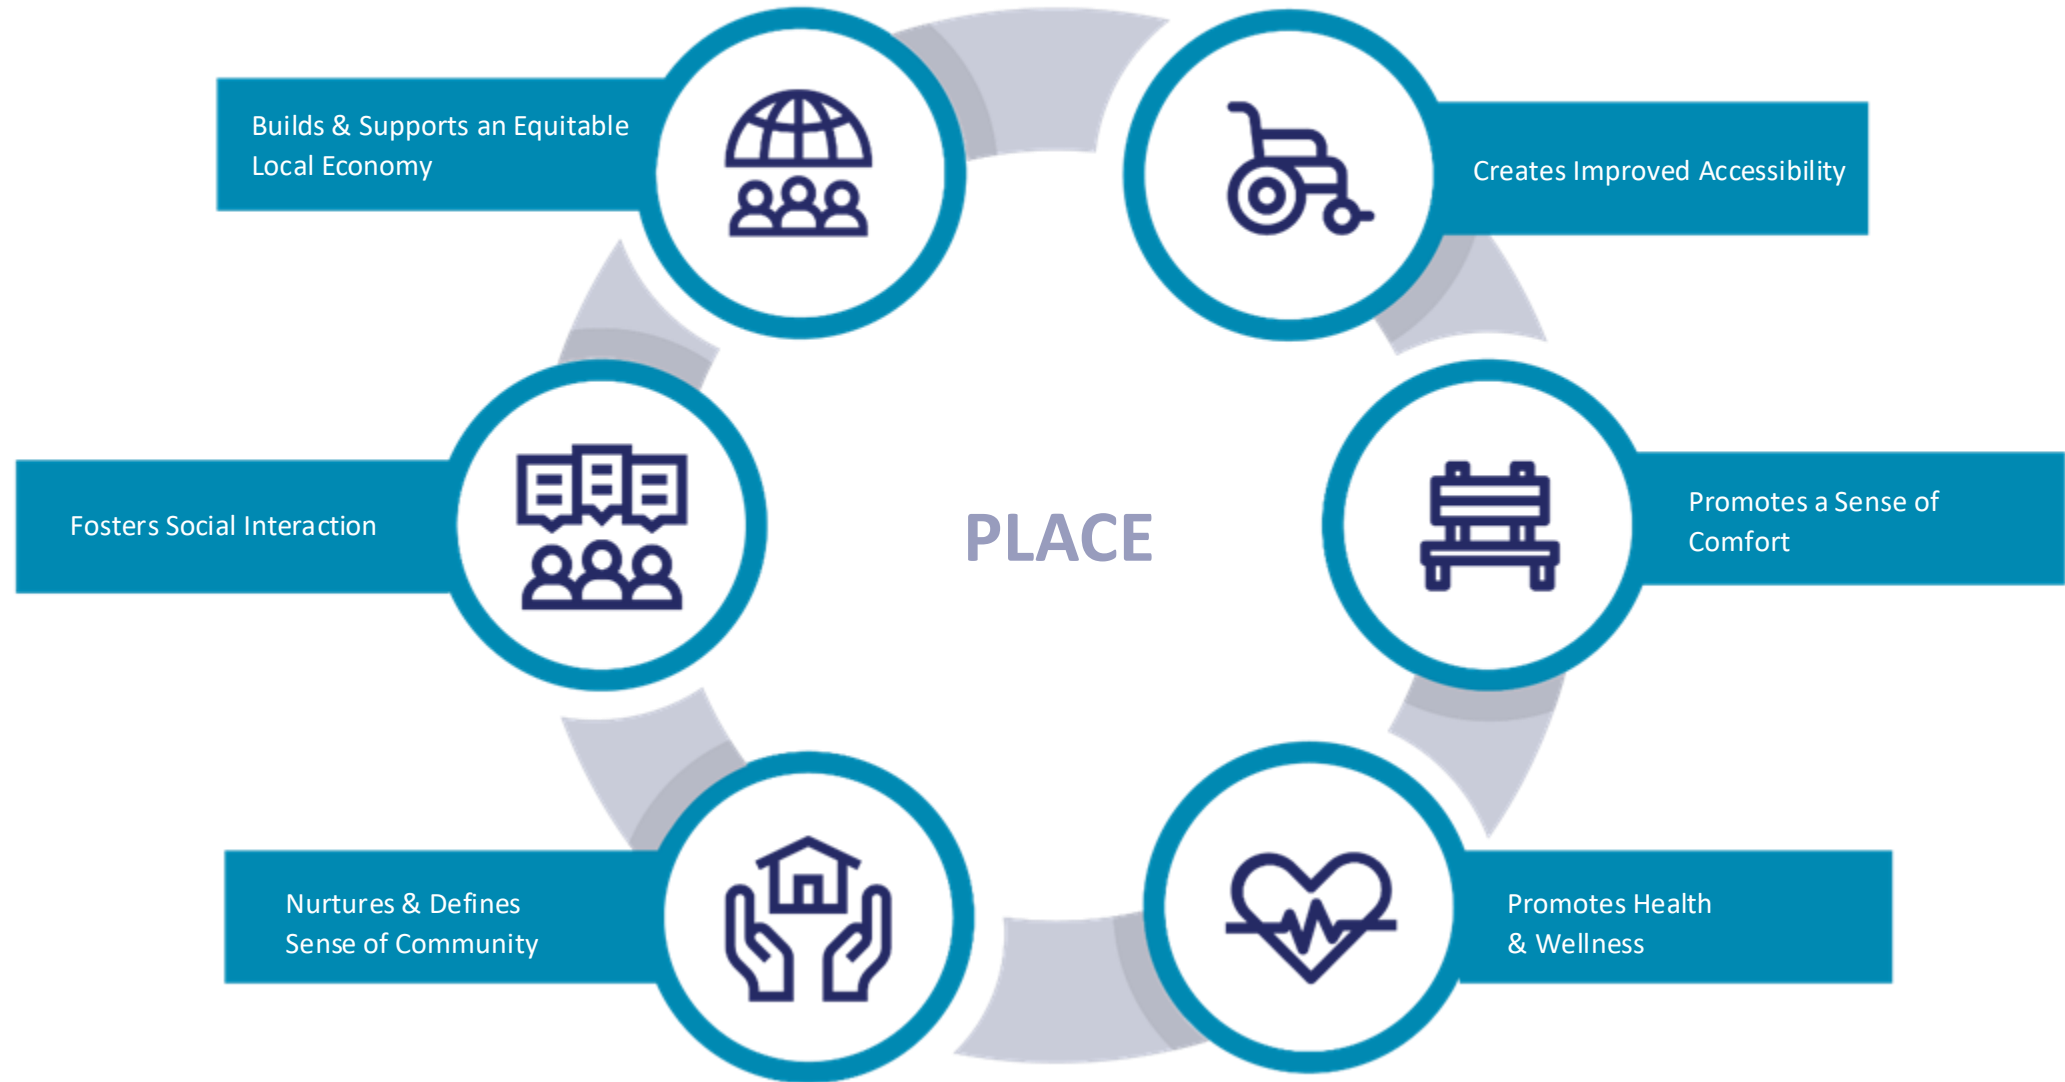 Builds & Supports an Equitable
Local Economy
Creates Improved Accessibility
Fosters Social Interaction
PLACE
Promotes a Sense of
Comfort
Nurtures & Defines
Sense of Community
Promotes Health
& Wellness